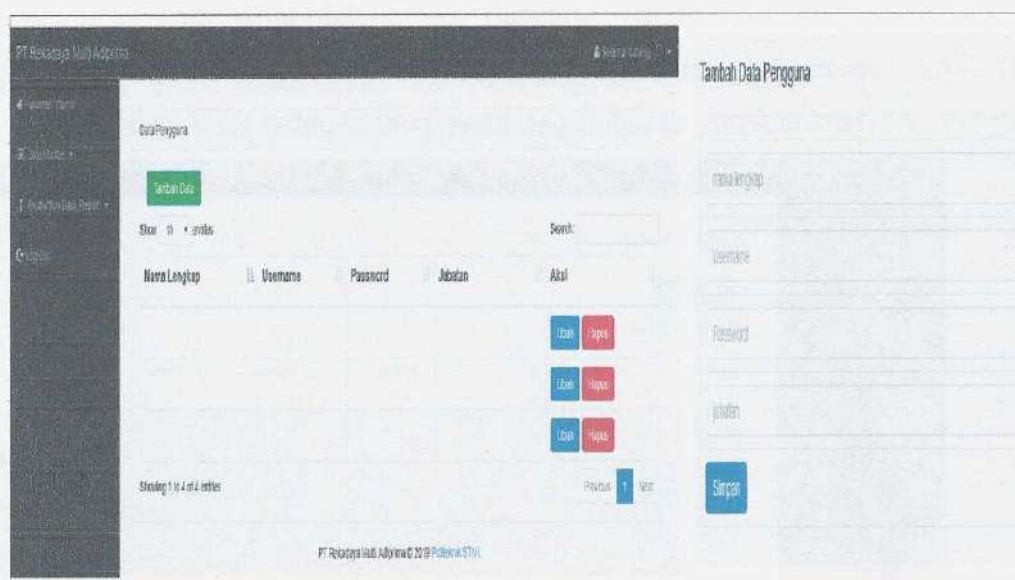 PT Rekadaya Multi Adiprima
Data Pengguna
Tambah Data
Show 10 entries
Search:
Nama Lengkap Username Password Jabatan Aksi
Ubah Hapus
Ubah Hapus
Ubah Hapus
Showing 1 to 4 of 4 entries
Previous 1 Next
PT Rekadaya Multi Adiprima © 2019 Politeknik STMI.
Tambah Data Pengguna
nama lengkap
Username
Password
jabatan
Simpan